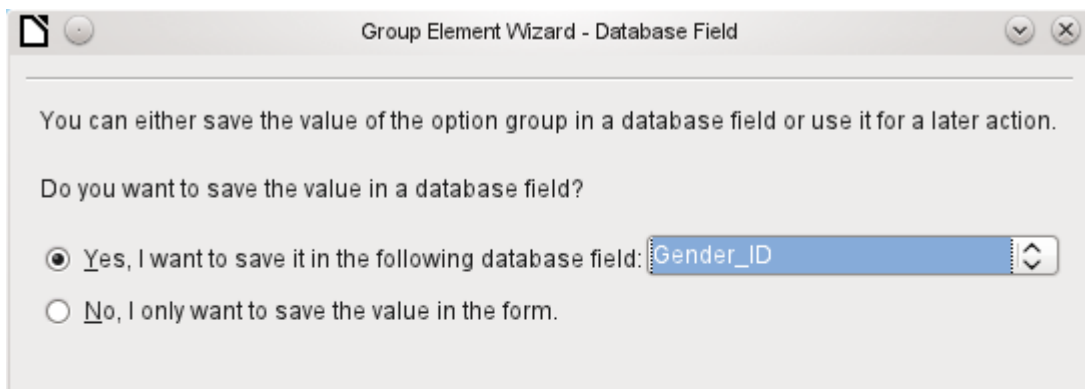 Group Element Wizard - Database Field
You can either save the value of the option group in a database field or use it for a later action.
Do you want to save the value in a database field?
Yes, I want to save it in the following database field: Gender_ID
No, I only want to save the value in the form.